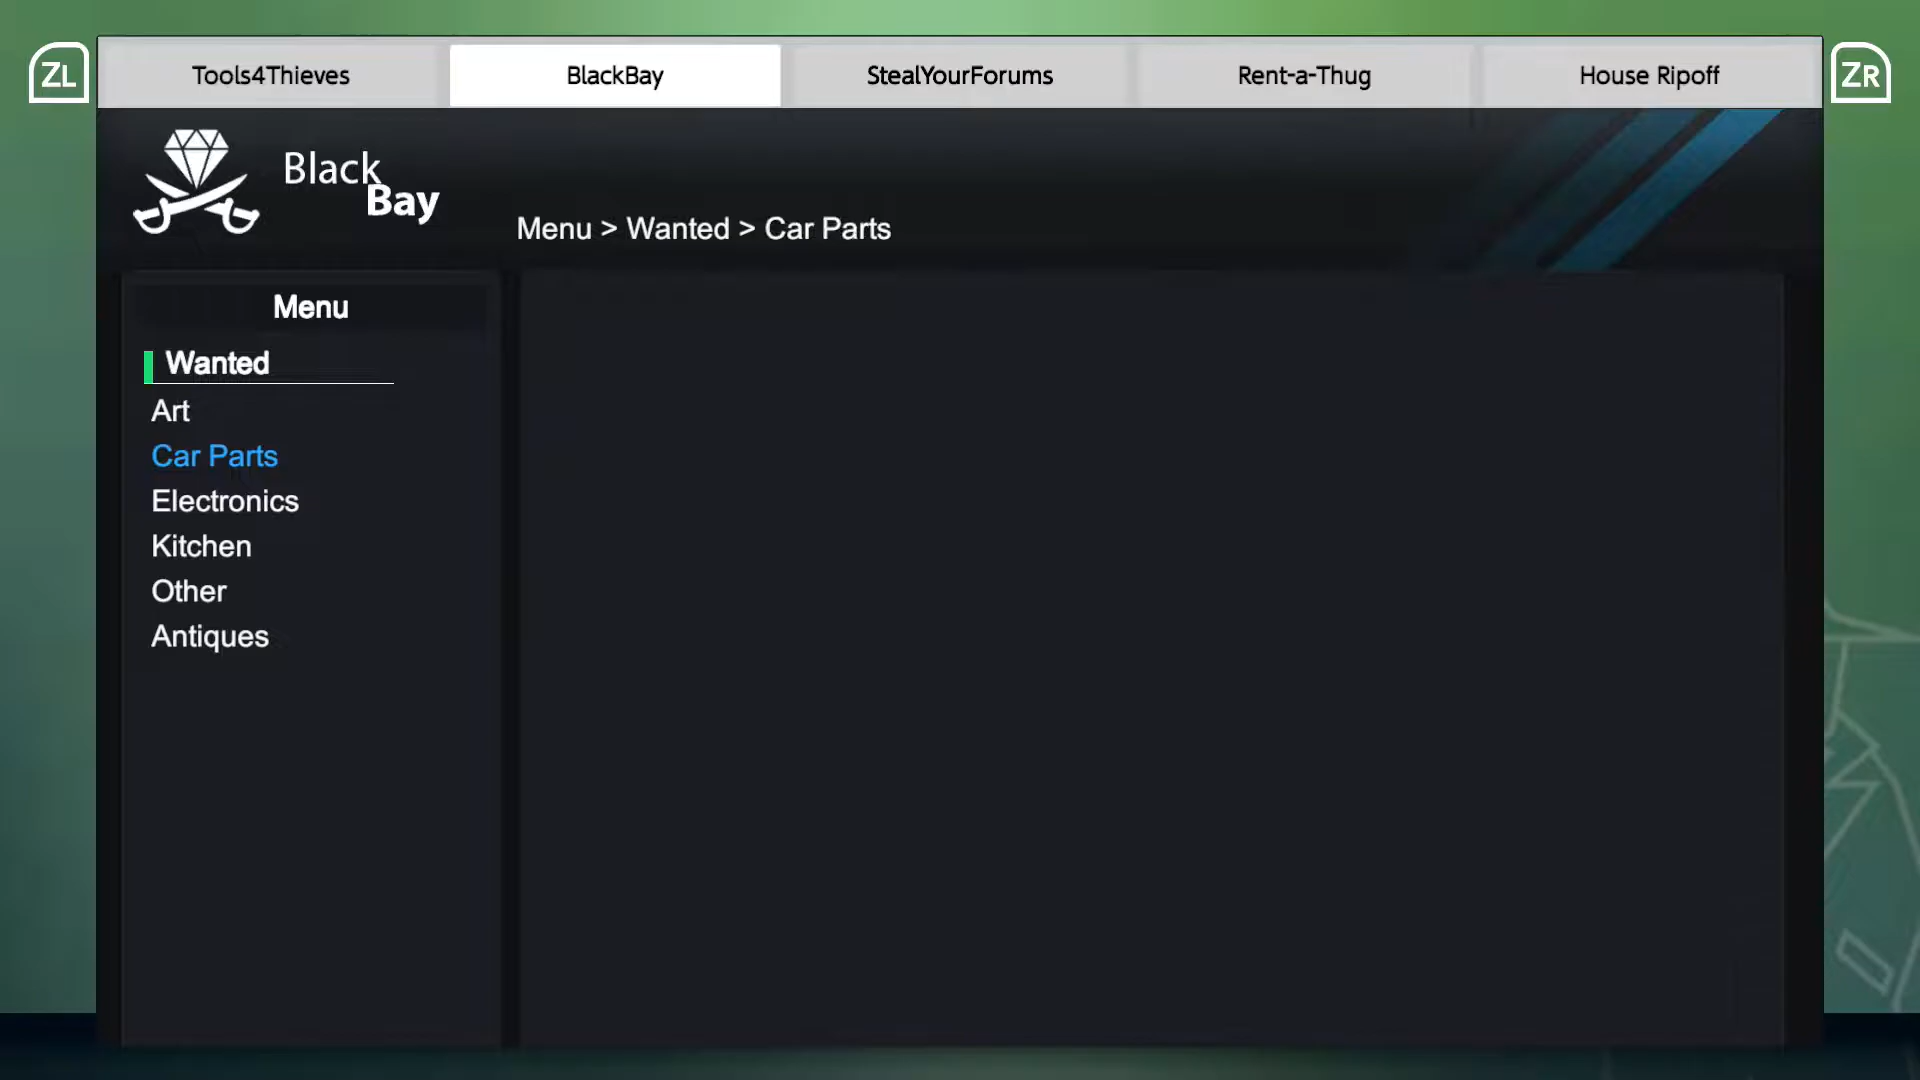 ZL
Tools4Thieves
BlackBay
StealYourForums
Rent-a-Thug
House Ripoff
ZR
Black
Bay
Menu > Wanted > Car Parts
Menu
Wanted
Art
Car Parts
Electronics
Kitchen
Other
Antiques